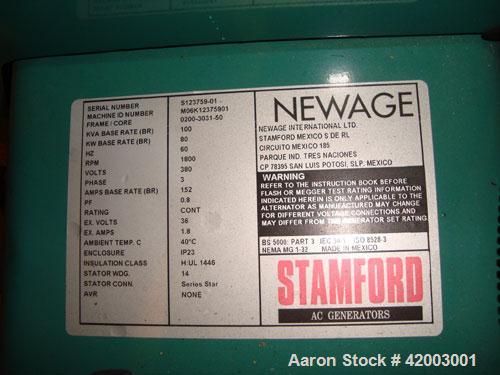 SERIAL NUMBER S123759-01 -
MACHINE ID NUMBER M06K12375901
FRAME / CORE 0200-3031-50
KVA BASE RATE (BR) 100
KW BASE RATE (BR) 80
HZ 60
RPM 1800
VOLTS 380
PHASE 3
AMPS BASE RATE (BR) 152
PF 0.8
RATING CONT
EX. VOLTS 36
EX. AMPS 1.8
AMBIENT TEMP. C 40°C
ENCLOSURE IP23
INSULATION CLASS H UL 1446
STATOR WDG. 14
STATOR CONN. Series Star
AVR NONE
NEWAGE
NEWAGE INTERNATIONAL LTD.
STAMFORD MEXICO S DE RL
CIRCUITO MEXICO 185
PARQUE IND. TRES NACIONES
CP 78395 SAN LUIS POTOSI, SLP. MEXICO
WARNING
REFER TO THE INSTRUCTION BOOK BEFORE
FLASH OR MEGGER TEST RATING INFORMATION
INDICATED HEREIN IS ONLY APPLICABLE TO THE
ALTERNATOR AS MANUFACTURED MAY CHANGE
FOR DIFFERENT VOLTAGE CONNECTIONS AND
MAY DIFFER FROM THE GENERATOR SET RATING
BS 5000: PART 3 IEC 34-1 ISO 8528-3
NEMA MG 1-32 MADE IN MEXICO
STAMFORD
AC GENERATORS
Aaron Stock # 42003001